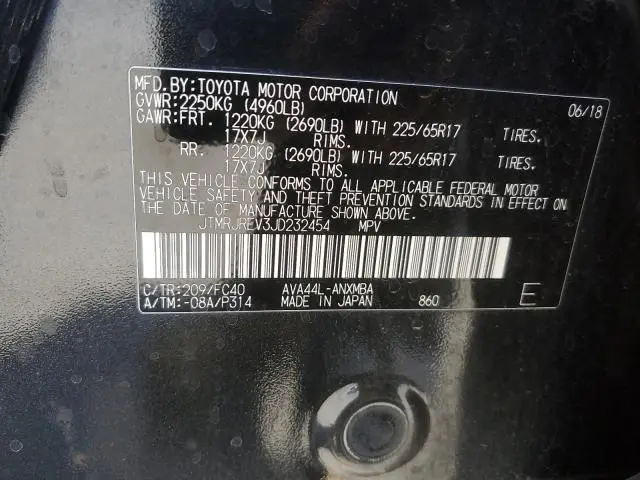 MFD.BY:TOYOTA MOTOR CORPORATION 06/18
GVWR:2250KG (4960LB)
GAWR:FRT. 1220KG (2690LB) WITH 225/65R17 TIRES.
17X7J RIMS.
RR. 1220KG (2690LB) WITH 225/65R17 TIRES.
17X7J RIMS.
THIS VEHICLE CONFORMS TO ALL APPLICABLE FEDERAL MOTOR
VEHICLE SAFETY AND THEFT PREVENTION STANDARDS IN EFFECT ON
THE DATE OF MANUFACTURE SHOWN ABOVE.
JTMRJREV3JD232454 MPV
C/TR:209/FC40 AVA44L-ANXMBA
A/TM:-08A/P314 MADE IN JAPAN 860 E